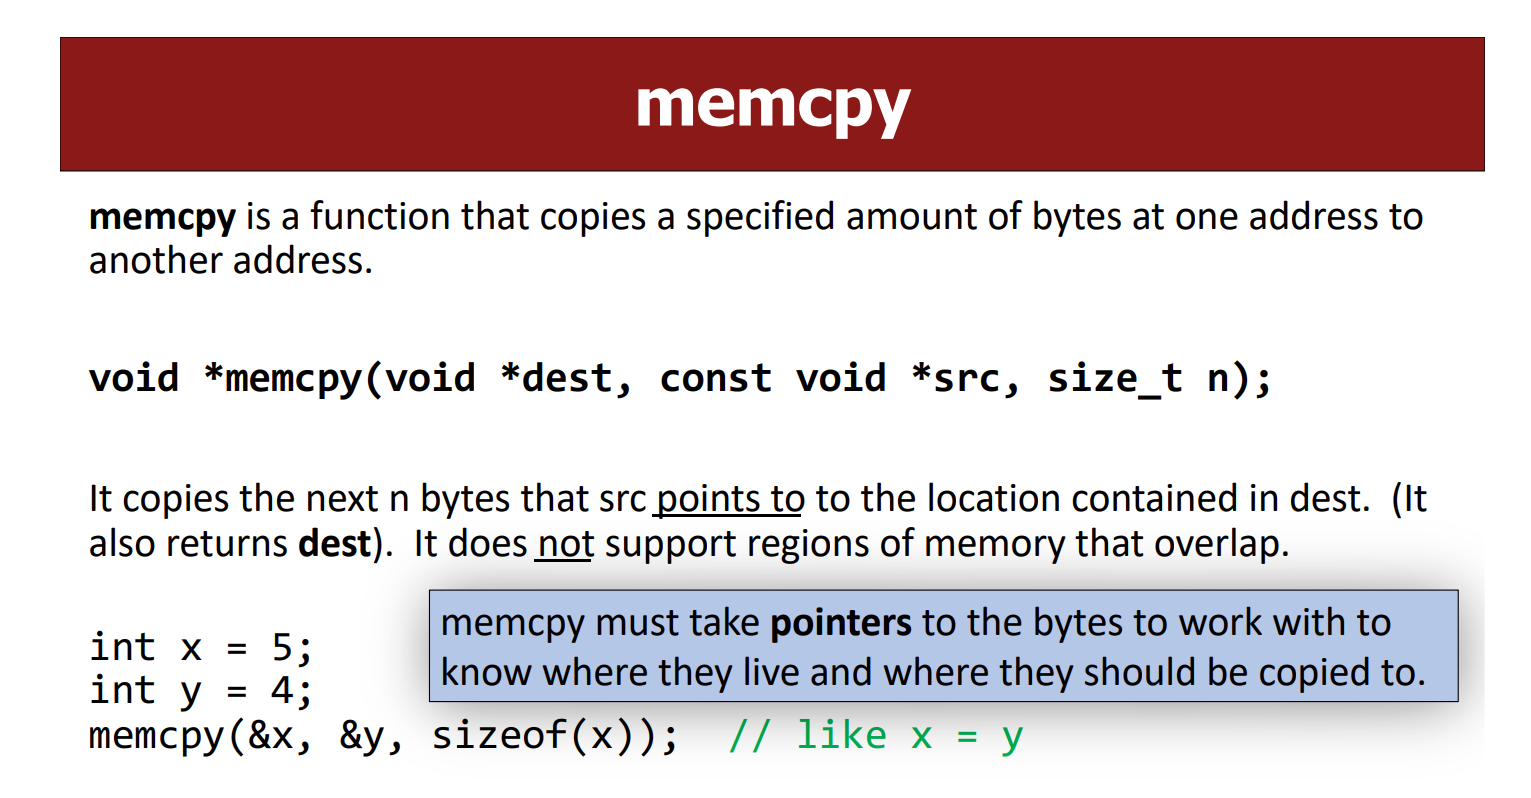 memcpy
memcpy is a function that copies a specified amount of bytes at one address to
another address.
void *memcpy(void *dest, const void *src, size_t n);
It copies the next n bytes that src points to to the location contained in dest. (It
also returns dest). It does not support regions of memory that overlap.
memcpy must take pointers to the bytes to work with to
know where they live and where they should be copied to.
int x = 5;
int y = 4;
memcpy(&x, &y, sizeof(x)); // like x = y